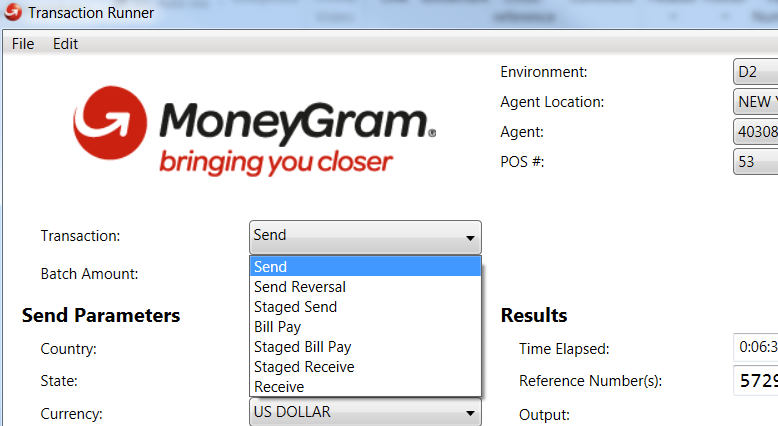 Transaction Runner
File Edit
MoneyGram®
bringing you closer
Environment: D2
Agent Location: NEW
Agent: 40308
POS #: 53
Transaction: Send
Batch Amount:
Send
Send Reversal
Staged Send
Bill Pay
Staged Bill Pay
Staged Receive
Receive
Send Parameters
Country:
State:
Currency: US DOLLAR
Results
Time Elapsed: 0:06:3
Reference Number(s): 5729
Output: